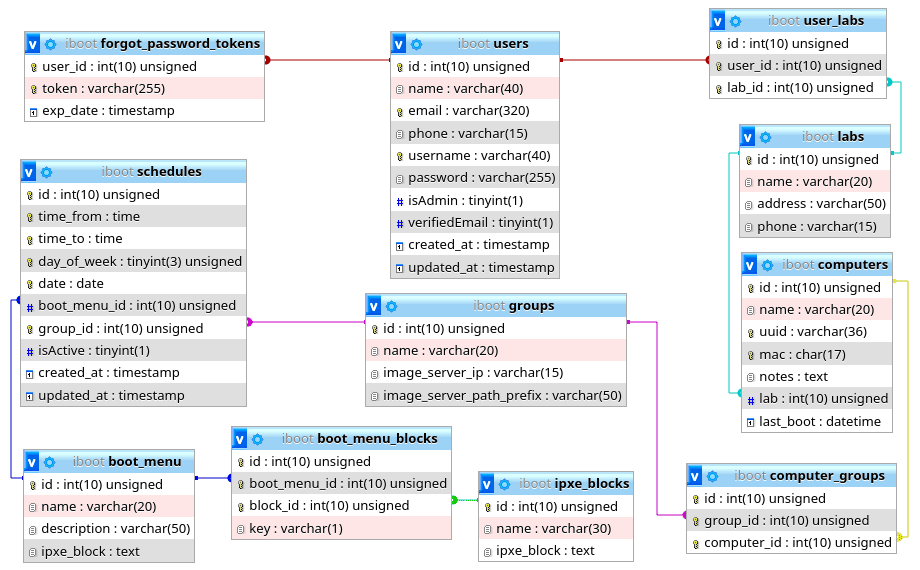 v iboot forgot_password_tokens
user_id : int(10) unsigned
token : varchar(255)
exp_date : timestamp
v iboot users
id : int(10) unsigned
name : varchar(40)
email : varchar(320)
phone : varchar(15)
username : varchar(40)
password : varchar(255)
# isAdmin : tinyint(1)
# verifiedEmail : tinyint(1)
created_at : timestamp
updated_at : timestamp
v iboot user_labs
id : int(10) unsigned
user_id : int(10) unsigned
lab_id : int(10) unsigned
v iboot labs
id : int(10) unsigned
name : varchar(20)
address : varchar(50)
phone : varchar(15)
v iboot schedules
id : int(10) unsigned
time_from : time
time_to : time
day_of_week : tinyint(3) unsigned
date : date
# boot_menu_id : int(10) unsigned
group_id : int(10) unsigned
# isActive : tinyint(1)
created_at : timestamp
updated_at : timestamp
v iboot groups
id : int(10) unsigned
name : varchar(20)
image_server_ip : varchar(15)
image_server_path_prefix : varchar(50)
v iboot computers
id : int(10) unsigned
name : varchar(20)
uuid : varchar(36)
mac : char(17)
notes : text
# lab : int(10) unsigned
last_boot : datetime
v iboot boot_menu
id : int(10) unsigned
name : varchar(20)
description : varchar(50)
ipxe_block : text
v iboot boot_menu_blocks
id : int(10) unsigned
boot_menu_id : int(10) unsigned
block_id : int(10) unsigned
key : varchar(1)
v iboot ipxe_blocks
id : int(10) unsigned
name : varchar(30)
ipxe_block : text
v iboot computer_groups
id : int(10) unsigned
group_id : int(10) unsigned
computer_id : int(10) unsigned